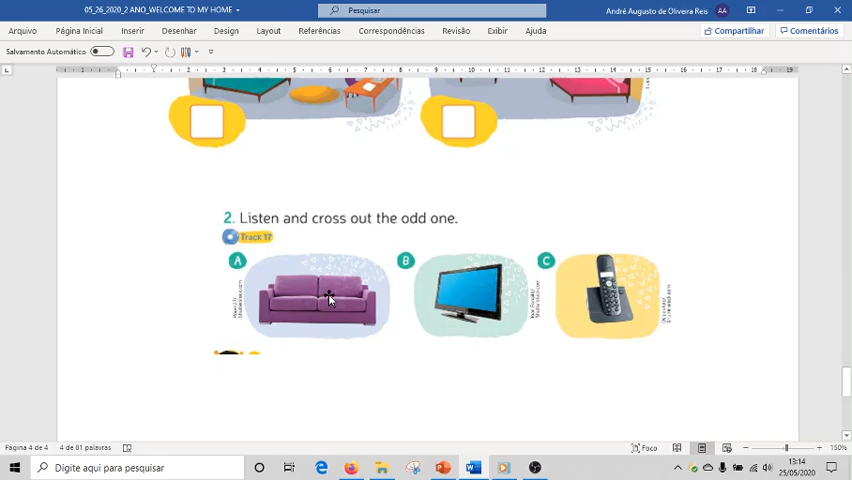 05_26_2020_2 ANO_WELCOME TO MY HOME
Pesquisar
André Augusto de Oliveira Reis
AA
Arquivo Página Inicial Inserir Desenhar Design Layout Referências Correspondências Revisão Exibir Ajuda
Compartilhar Comentários
Salvamento Automático
2. Listen and cross out the odd one.
Track 17
A B C
Página 4 de 4 4 de 81 palavras Foco 150%
Digite aqui para pesquisar
13:14
25/05/2020